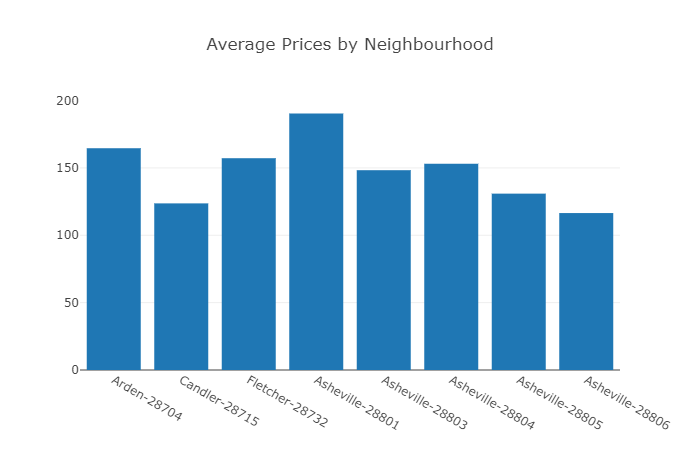 Average Prices by Neighbourhood
200
150
100
50
0
Arden-28704
Candler-28715
Fletcher-28732
Asheville-28801
Asheville-28803
Asheville-28804
Asheville-28805
Asheville-28806